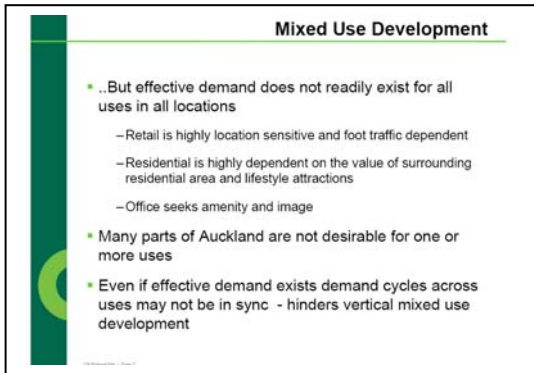 Mixed Use Development
..But effective demand does not readily exist for all
uses in all locations
–Retail is highly location sensitive and foot traffic dependent
–Residential is highly dependent on the value of surrounding
residential area and lifestyle attractions
–Office seeks amenity and image
Many parts of Auckland are not desirable for one or
more uses
Even if effective demand exists demand cycles across
uses may not be in sync - hinders vertical mixed use
development